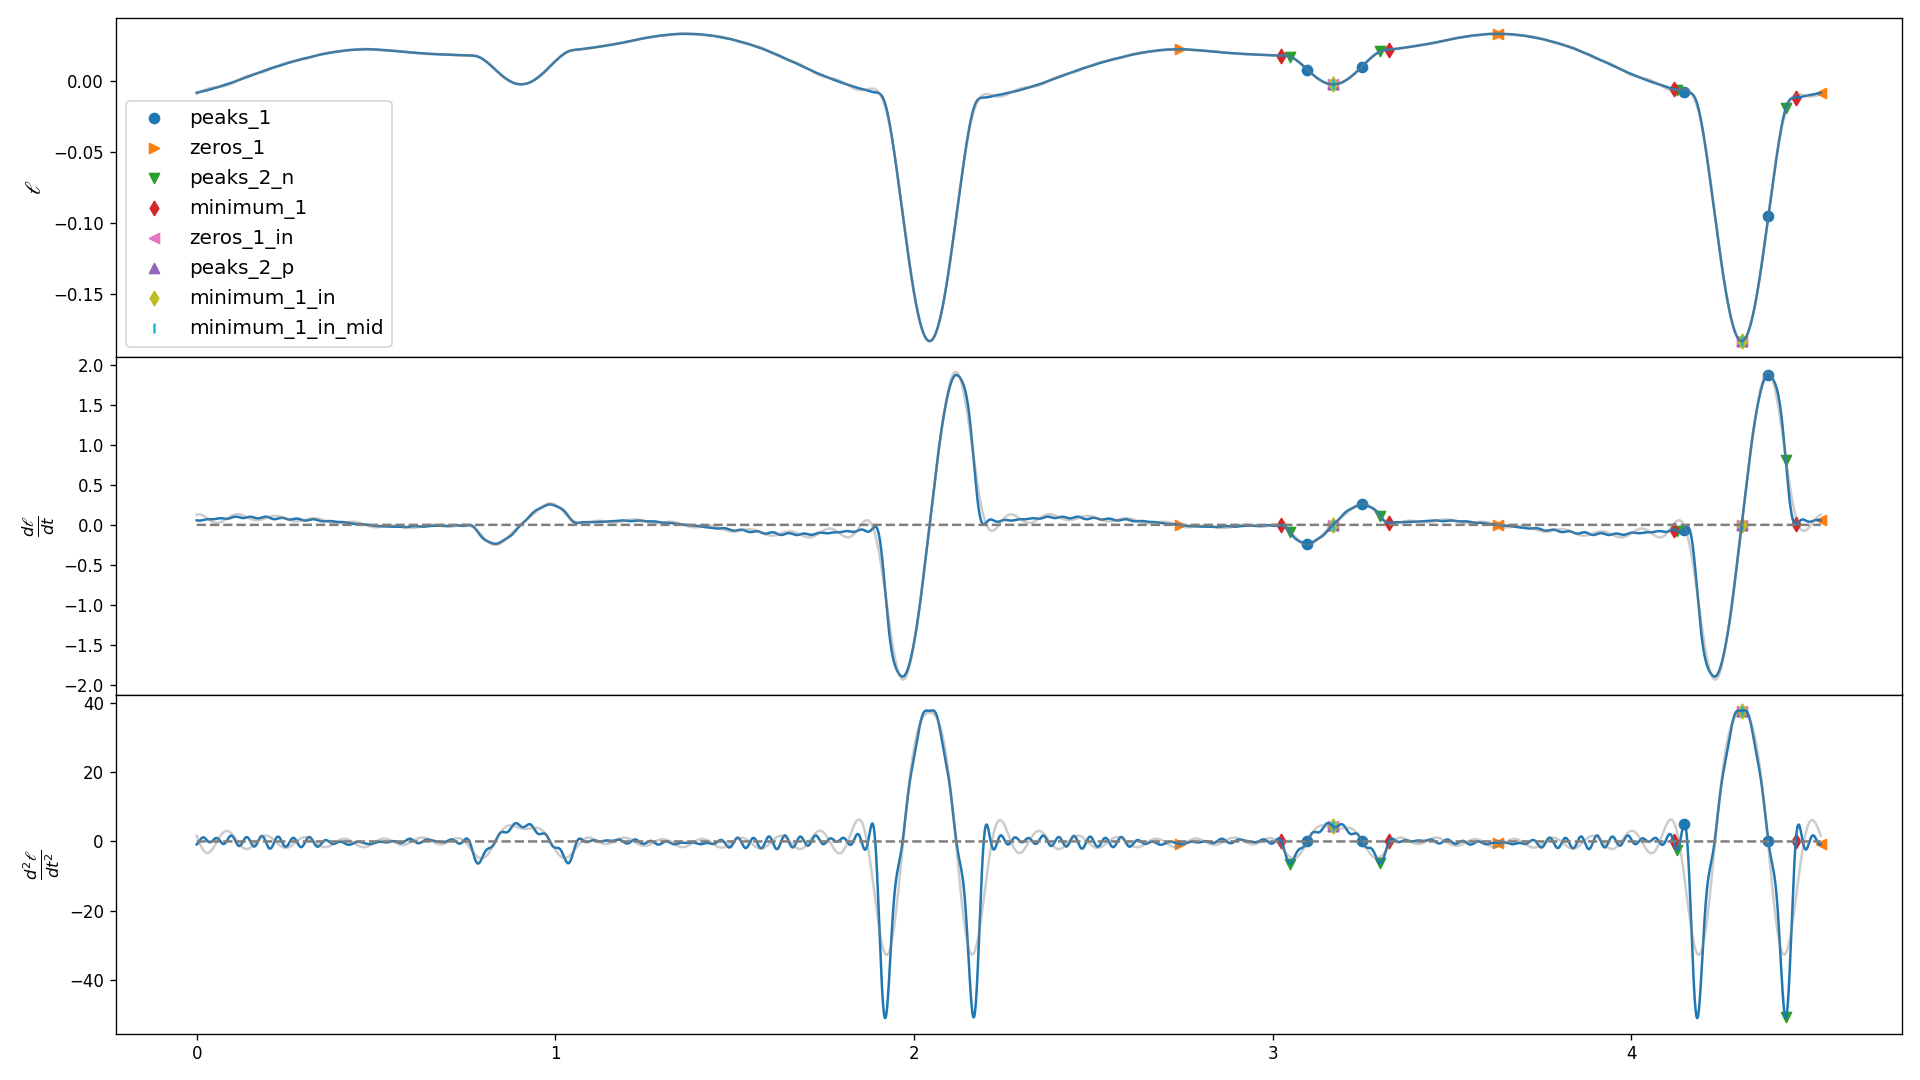 0.00
−0.05
−0.10
−0.15
ℓ
peaks_1
zeros_1
peaks_2_n
minimum_1
zeros_1_in
peaks_2_p
minimum_1_in
minimum_1_in_mid
2.0
1.5
1.0
0.5
0.0
−0.5
−1.0
−1.5
−2.0
dℓ
dt
40
20
0
−20
−40
d²ℓ
dt²
0 1 2 3 4